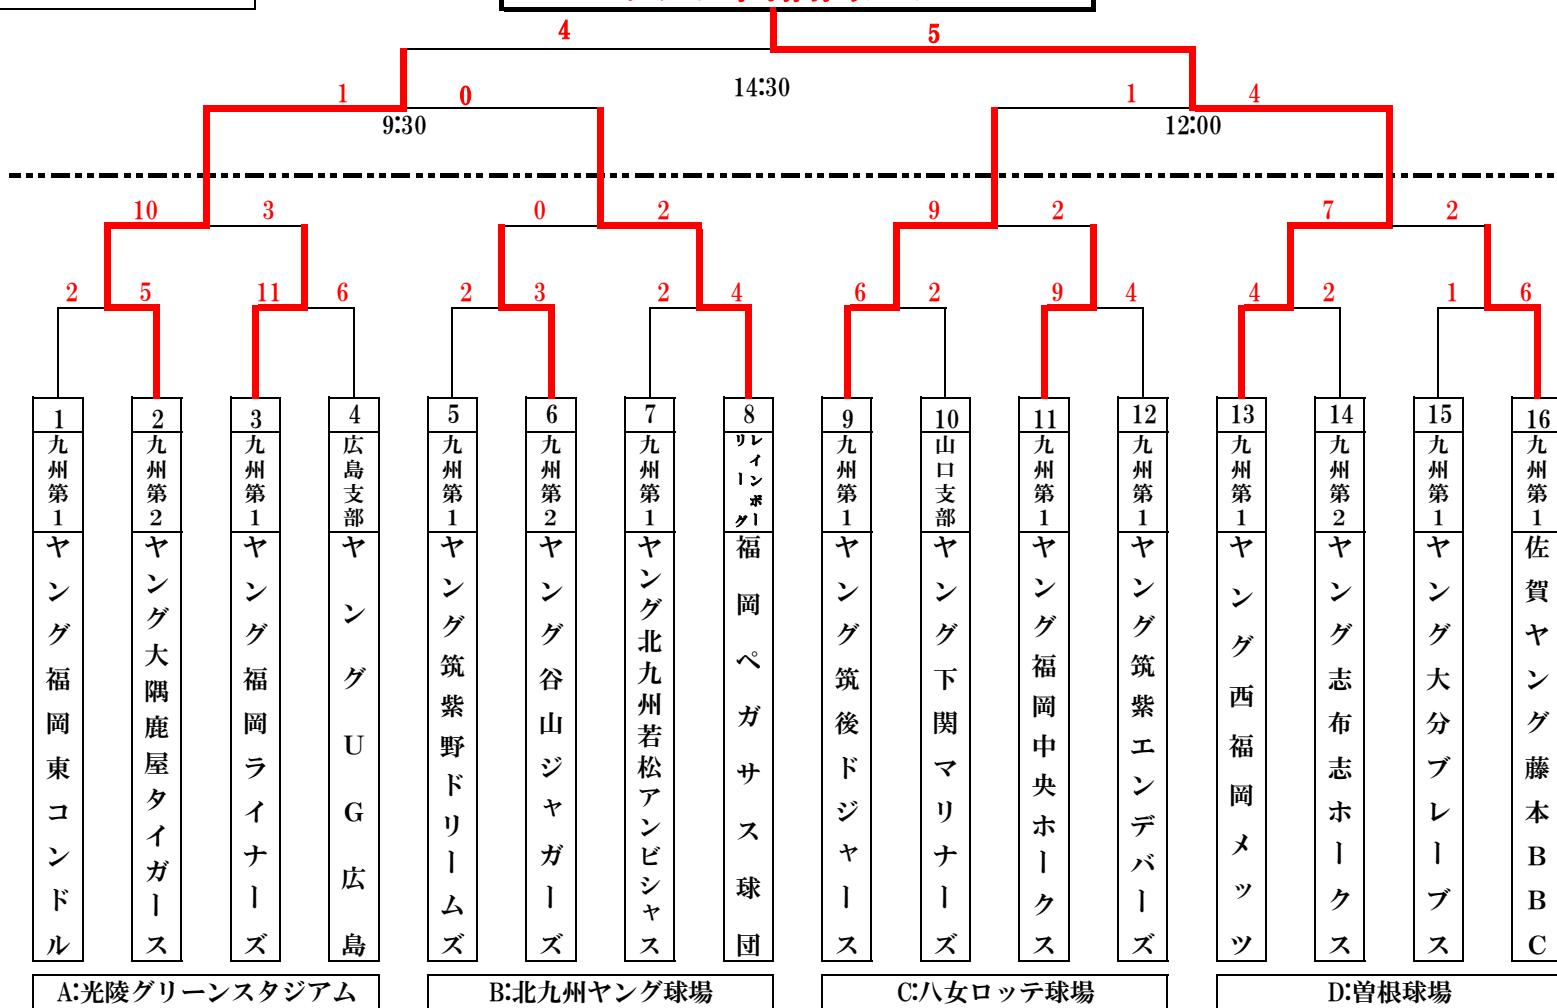 4 5
14:30
1 0 1 4
9:30 12:00
10 3 0 2 9 2 7 2
2 5 11 6 2 3 2 4 6 2 9 4 4 2 1 6
1 2 3 4 5 6 7 8 9 10 11 12 13 14 15 16
九州第1
九州第2
九州第1
広島支部
九州第1
九州第2
九州第1
レインボーリーグ
九州第1
山口支部
九州第1
九州第1
九州第1
九州第2
九州第1
九州第1
ヤング福岡東コンドル
ヤング大隅鹿屋タイガース
ヤング福岡ライナーズ
ヤングUG広島
ヤング筑紫野ドリームズ
ヤング谷山ジャガーズ
ヤング北九州若松アンビシャス
福岡ペガサス球団
ヤング筑後ドジャース
ヤング下関マリナーズ
ヤング福岡中央ホークス
ヤング筑紫エンデバーズ
ヤング西福岡メッツ
ヤング志布志ホークス
ヤング大分ブレーブス
佐賀ヤング藤本BBC
A:光陵グリーンスタジアム
B:北九州ヤング球場
C:八女ロッテ球場
D:曽根球場